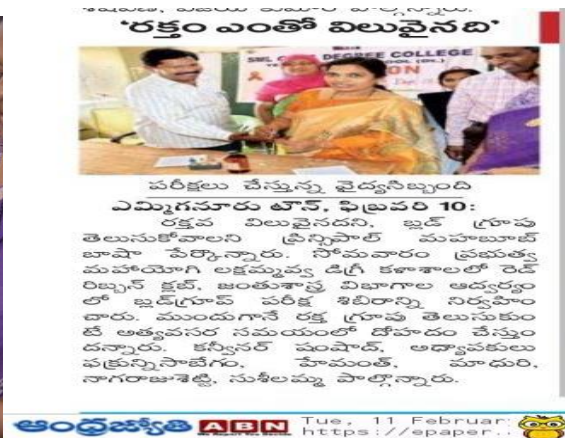 ‘రక్తం ఎంతో విలువైనది’
DEGREE COLLEGE
పరీక్షలు చేస్తున్న వైద్యసిబ్బంది
ఎమ్మిగనూరు టౌన్, ఫిబ్రవరి 10:
రక్తవ విలువైనదని, బ్లడ్ గ్రూపు
తెలుసుకోవాలని ప్రిన్సిపాల్ మహబూబ్
బాషా పేర్కొన్నారు. సోమవారం ప్రభుత్వ
మహాయోగి లక్ష్మమ్మవ్వ డిగ్రీ కళాశాలలో రెడ్
రిబ్బన్ క్లబ్, జంతుశాస్త్ర విభాగాల ఆధ్వర్యం
లో బ్లడ్‌గ్రూప్ పరీక్ష శిబిరాన్ని నిర్వహిం
చారు. ముందుగానే రక్త గ్రూపు తెలుసుకుం
టే అత్యవసర సమయంలో దోహదం చేస్తుం
దన్నారు. కన్వీనర్ షంషాద్, అధ్యాపకులు
ఫక్రున్నిసాబేగం, హేమంత్, మాధురి,
నాగరాజుశెట్టి, సుశీలమ్మ పాల్గొన్నారు.
ఆంధ్రజ్యోతి ABN Tue, 11 Februar
https://epaper.